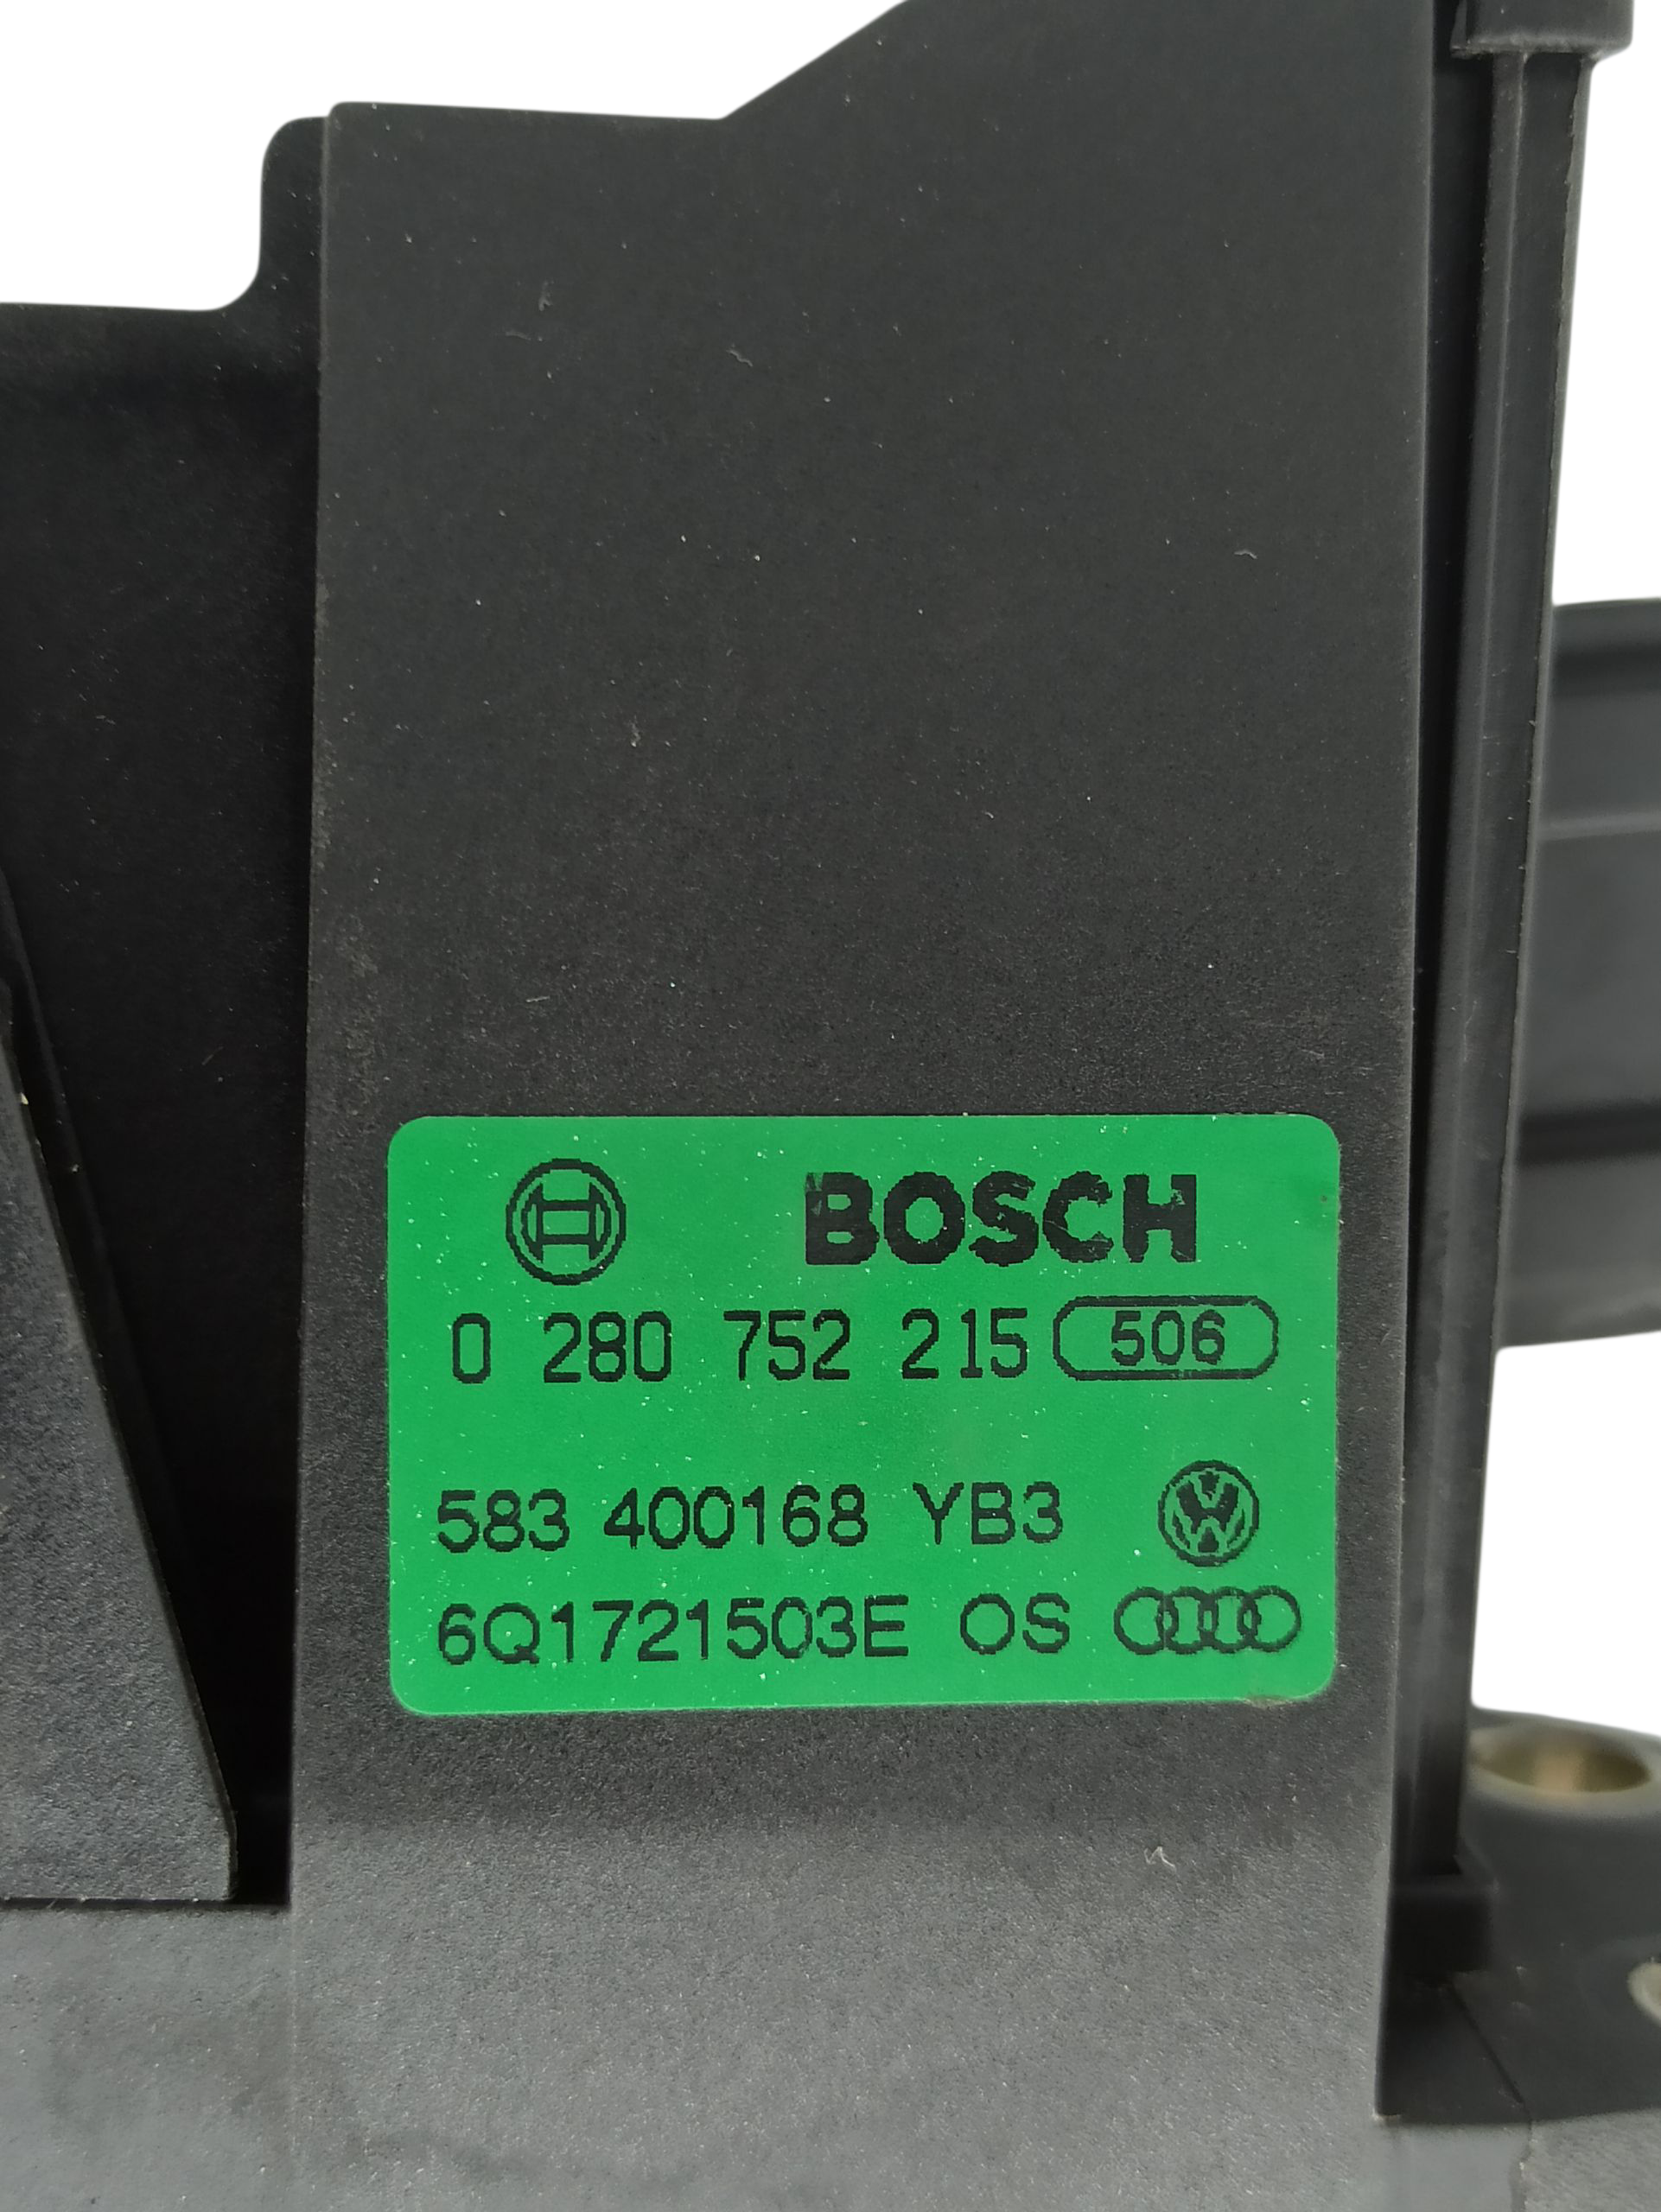 BOSCH
0 280 752 215 506
583 400168 YB3
6Q1721503E OS